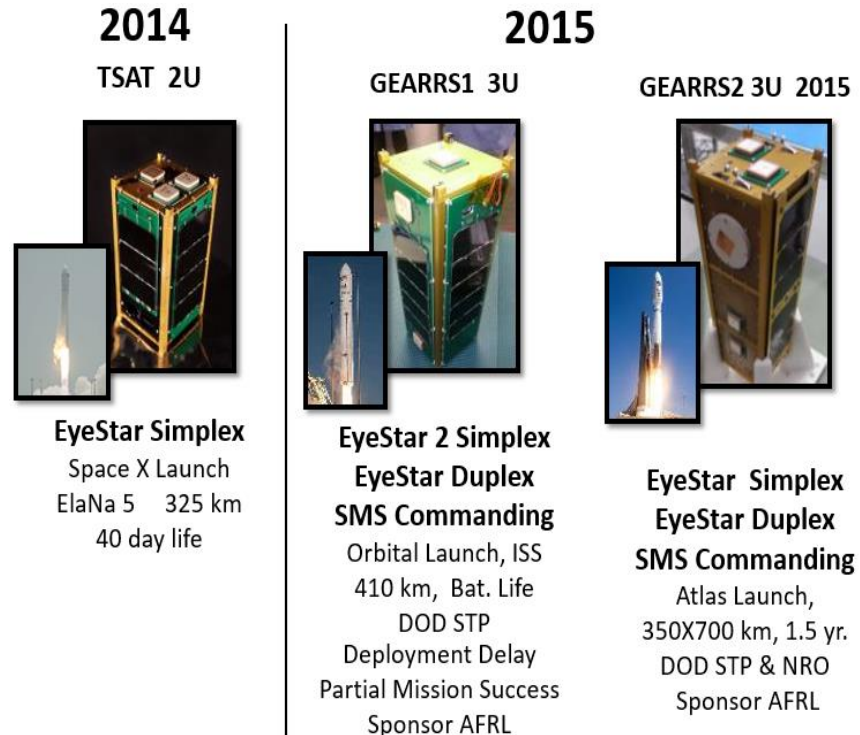 2014
TSAT 2U
EyeStar Simplex
Space X Launch
ElaNa 5 325 km
40 day life
2015
GEARRS1 3U
EyeStar 2 Simplex
EyeStar Duplex
SMS Commanding
Orbital Launch, ISS
410 km, Bat. Life
DOD STP
Deployment Delay
Partial Mission Success
Sponsor AFRL
GEARRS2 3U 2015
EyeStar Simplex
EyeStar Duplex
SMS Commanding
Atlas Launch,
350X700 km, 1.5 yr.
DOD STP & NRO
Sponsor AFRL